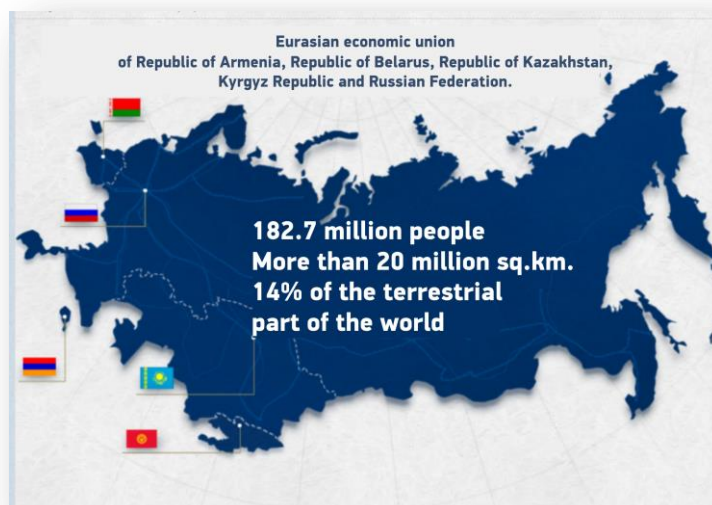 Eurasian economic union
of Republic of Armenia, Republic of Belarus, Republic of Kazakhstan,
Kyrgyz Republic and Russian Federation.
182.7 million people
More than 20 million sq.km.
14% of the terrestrial
part of the world